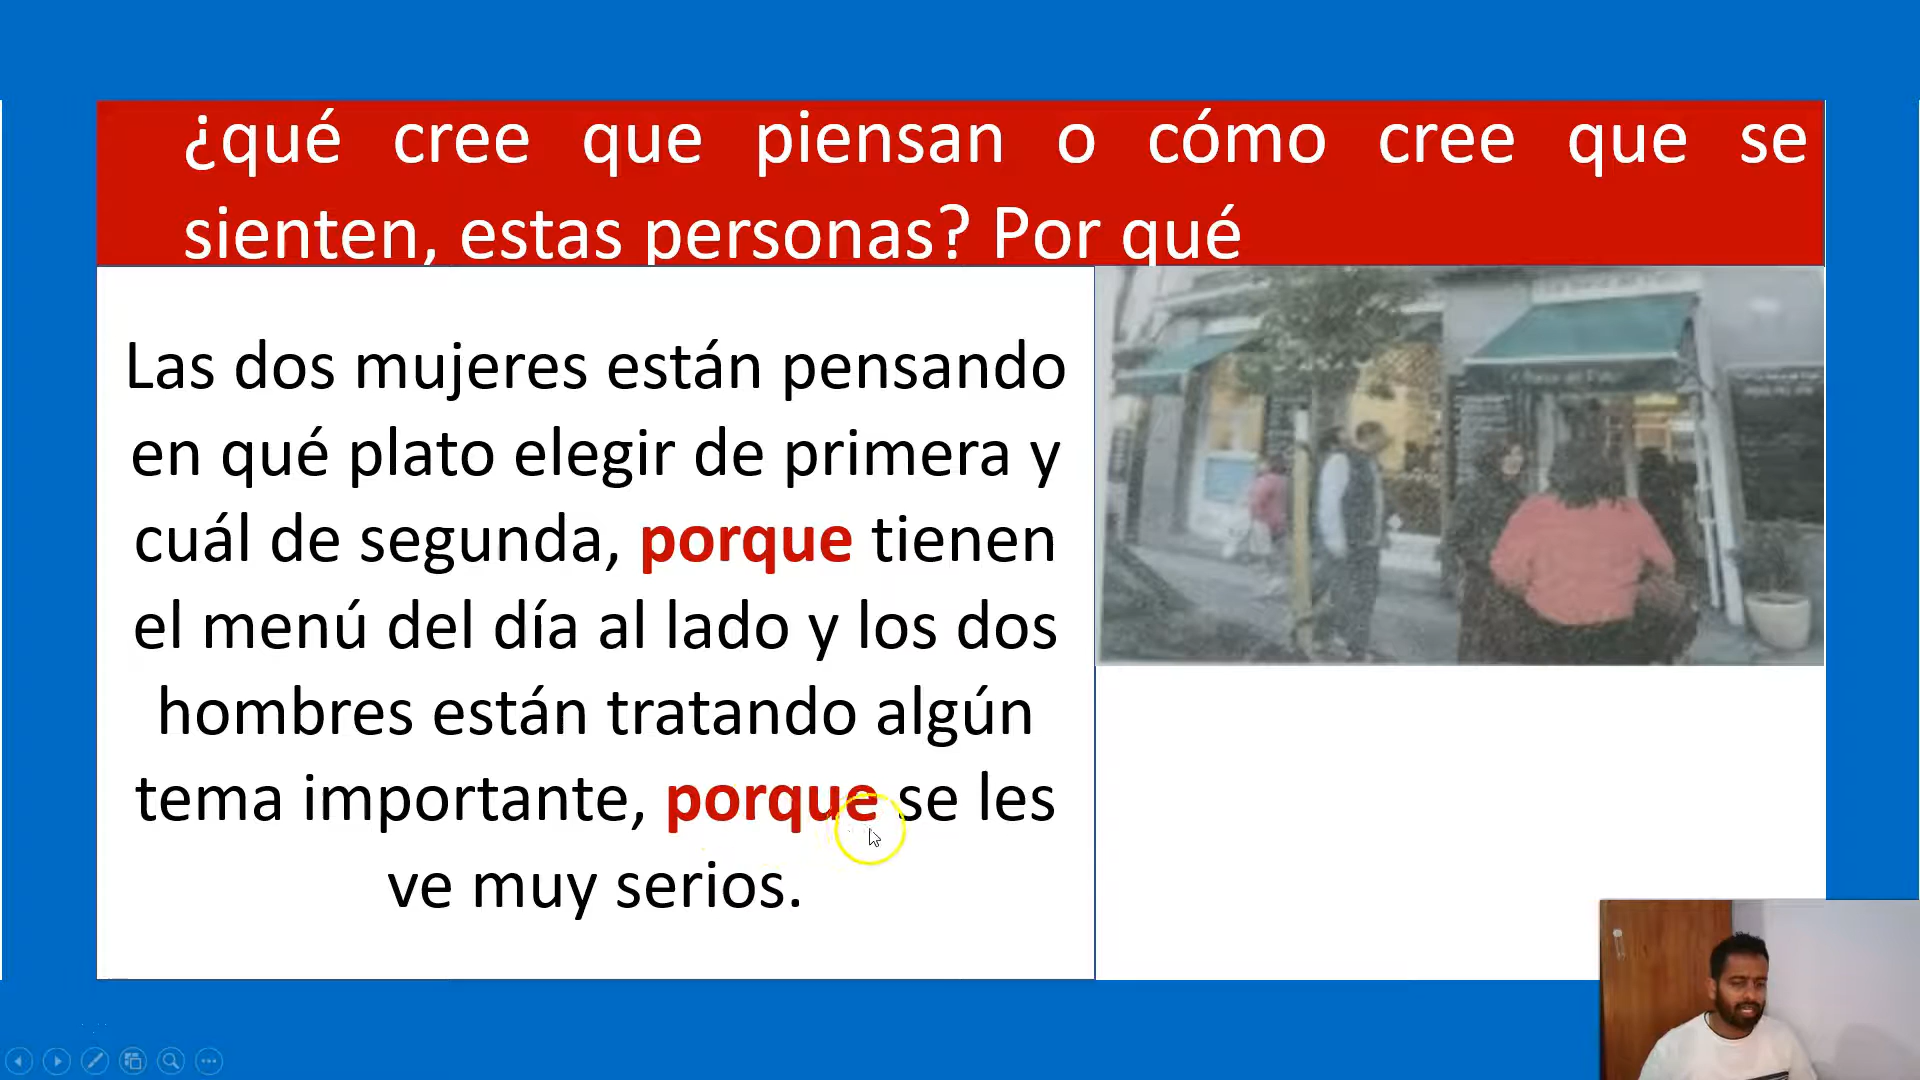 ¿qué cree que piensan o cómo cree que se
sienten, estas personas? Por qué
Las dos mujeres están pensando
en qué plato elegir de primera y
cuál de segunda, porque tienen
el menú del día al lado y los dos
hombres están tratando algún
tema importante, porque se les
ve muy serios.